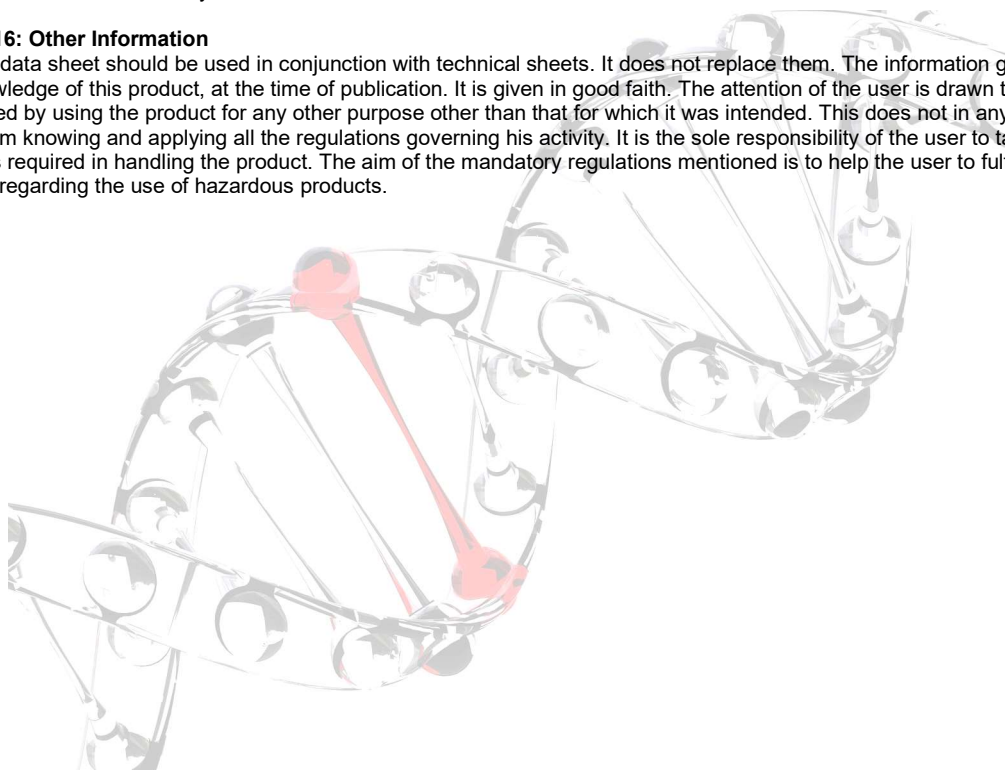 16: Other Information
data sheet should be used in conjunction with technical sheets. It does not replace them. The information g
wledge of this product, at the time of publication. It is given in good faith. The attention of the user is drawn t
ed by using the product for any other purpose other than that for which it was intended. This does not in any
m knowing and applying all the regulations governing his activity. It is the sole responsibility of the user to ta
s required in handling the product. The aim of the mandatory regulations mentioned is to help the user to ful
regarding the use of hazardous products.